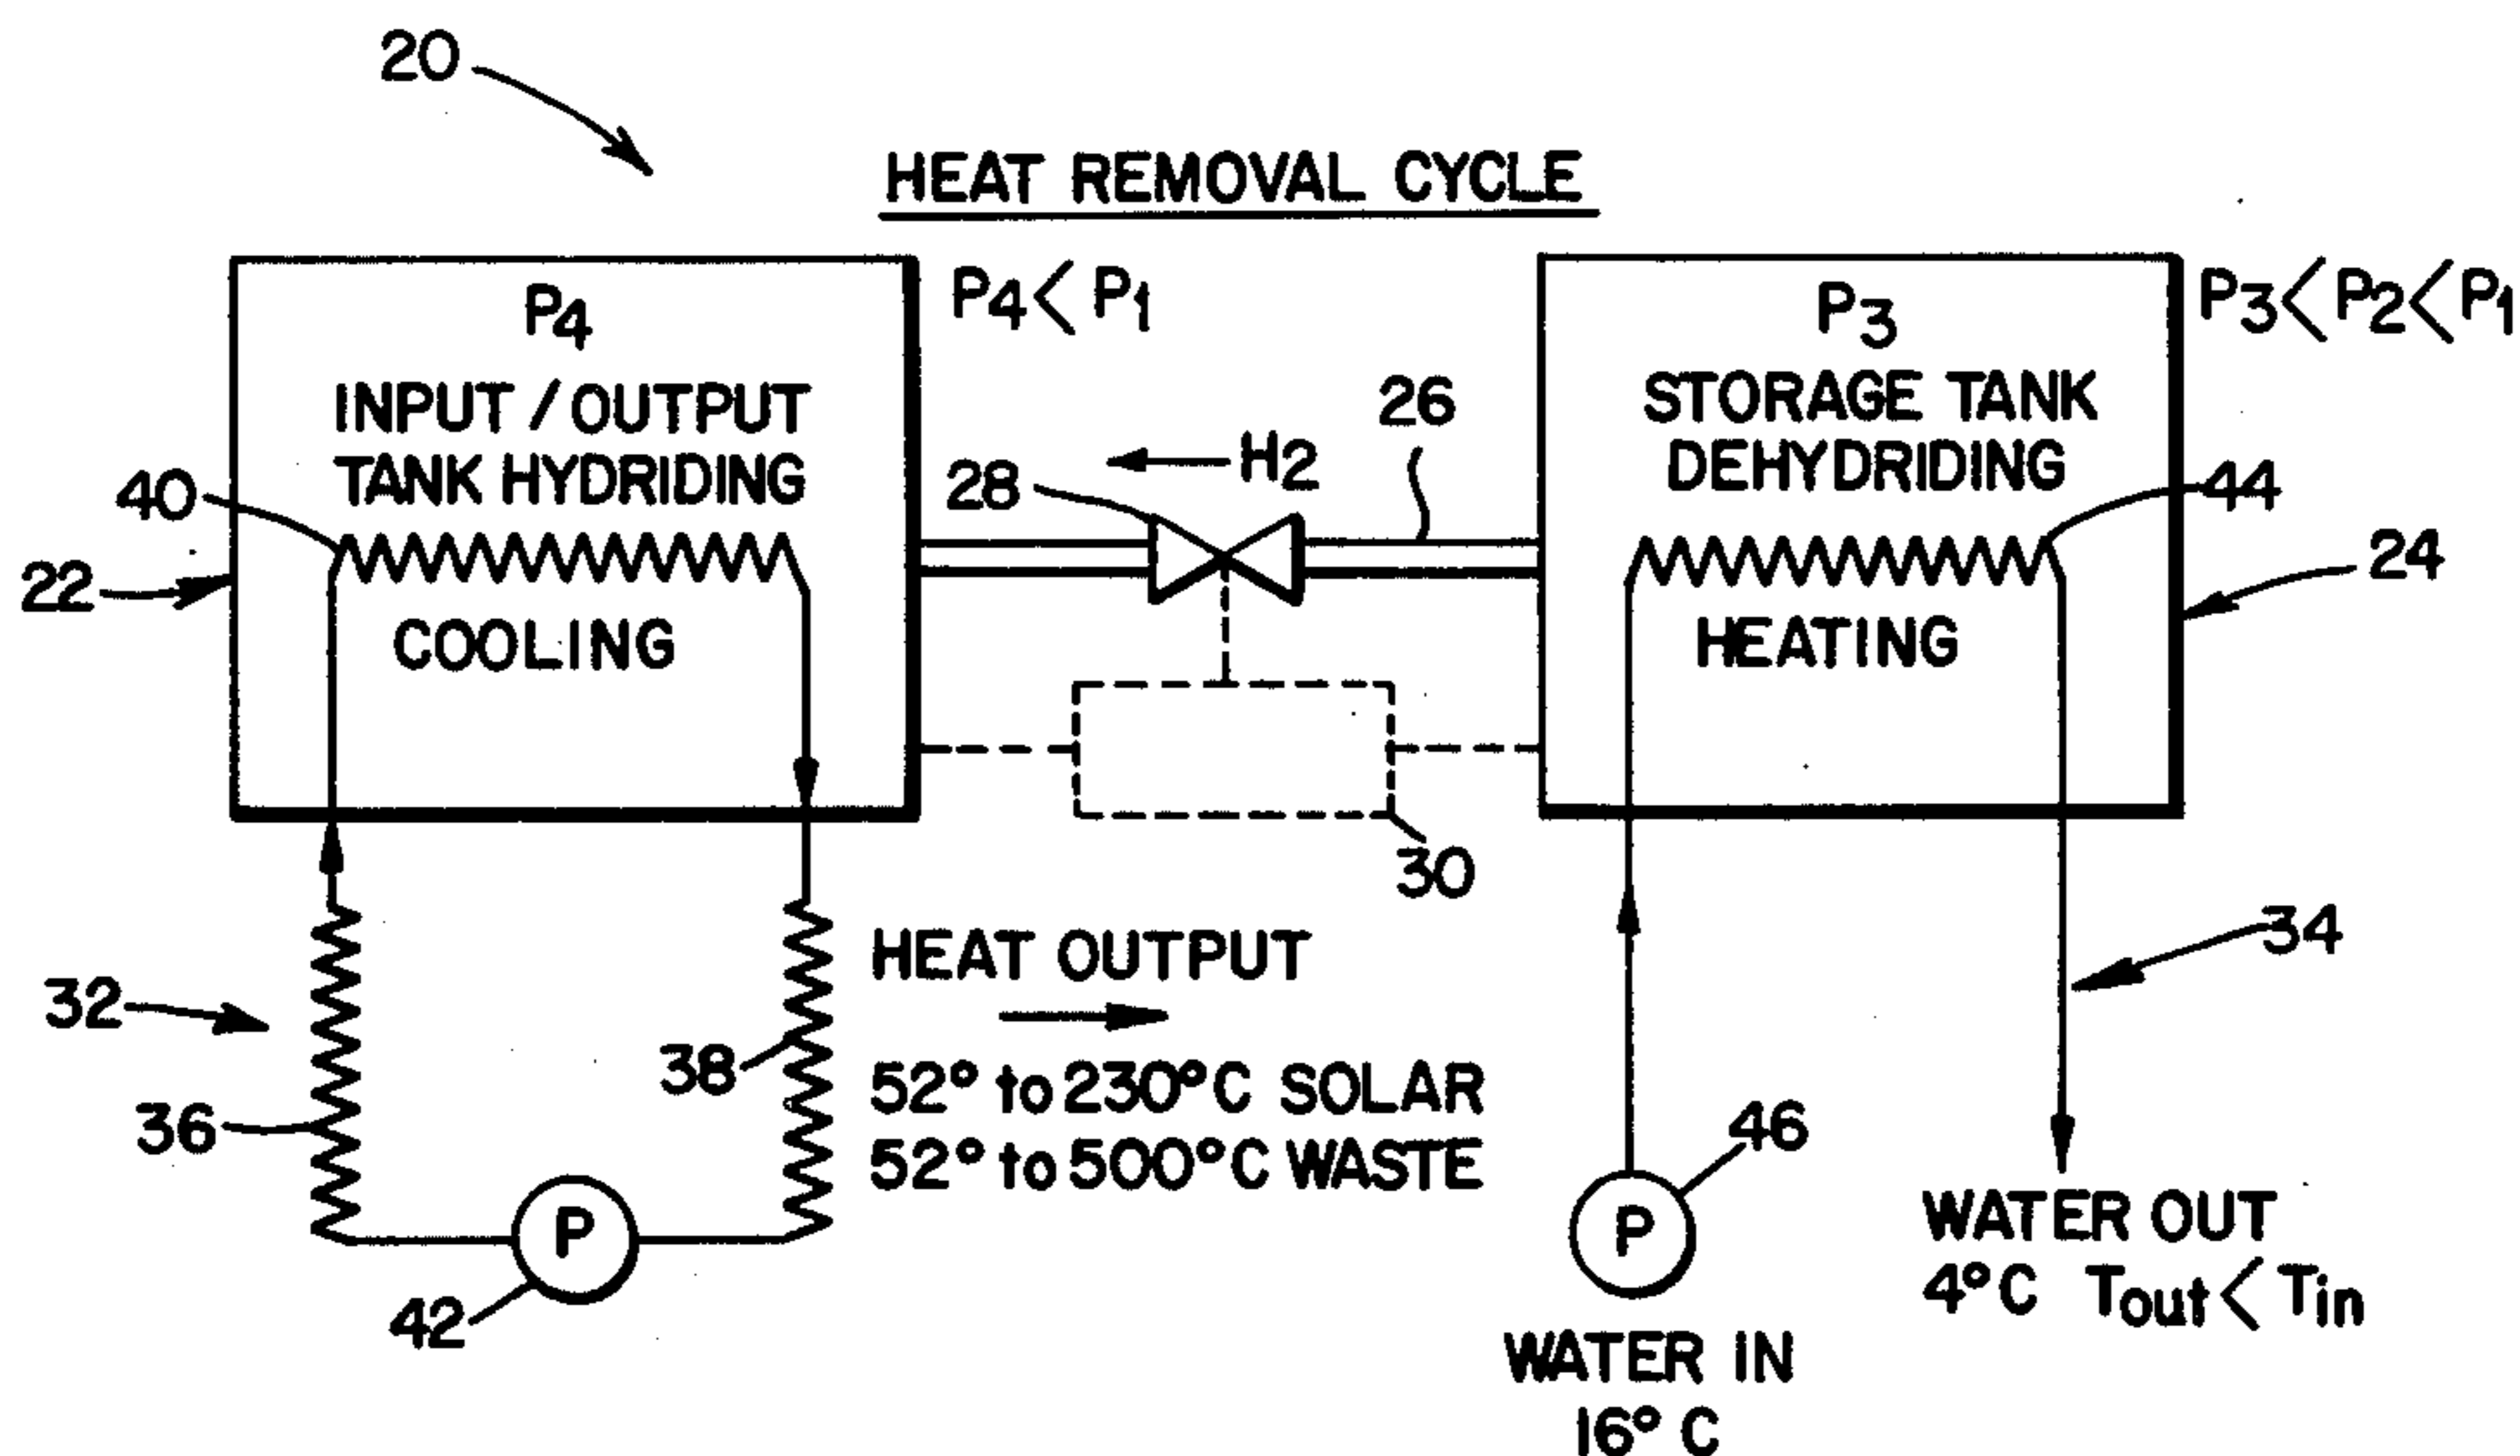 20
HEAT REMOVAL CYCLE
P4
P4 < P1
INPUT / OUTPUT
TANK HYDRIDING
COOLING
40
22
28
← H2
26
P3
P3 < P2 < P1
STORAGE TANK
DEHYDRIDING
HEATING
44
24
30
32
36
38
42
P
HEAT OUTPUT
52° to 230°C SOLAR
52° to 500°C WASTE
34
46
P
WATER IN
16° C
WATER OUT
4°C Tout < Tin